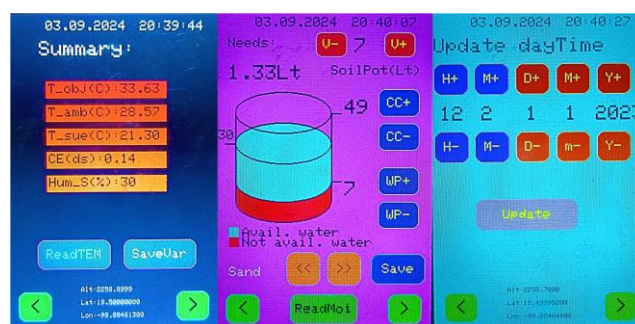 03.09.2024 20:39:44
Summary:
T_obj(C):33.63
T_amb(C):28.57
T_sue(C):21.30
CE(ds):0.14
Hum_S(%):30
ReadTEM SaveVar
Alt:2250.8999
Lat:19.50000000
Lon:-98.88461300
< >
03.09.2024 20:40:07
Needs: V- 7 V+
1.33Lt SoilPot(Lt)
49 CC+
30 CC-
7 WP+
WP-
Avail. water
Not avail. water
Sand << >> Save
< ReadMoi >
03.09.2024 20:40:27
Update dayTime
H+ M+ D+ M+ Y+
12 2 1 1 202
H- M- D- m- Y-
Update
< >